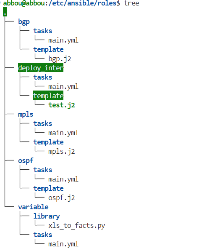 abbou@abbou:/etc/ansible/roles$ tree
.
├── bgp
│   ├── tasks
│   │   └── main.yml
│   └── template
│       └── bgp.j2
├── deploy_inter
│   ├── tasks
│   │   └── main.yml
│   └── template
│       └── test.j2
├── mpls
│   ├── tasks
│   │   └── main.yml
│   └── template
│       └── mpls.j2
├── ospf
│   ├── tasks
│   │   └── main.yml
│   └── template
│       └── ospf.j2
└── variable
    ├── library
    │   └── xls_to_facts.py
    └── tasks
        └── main.yml